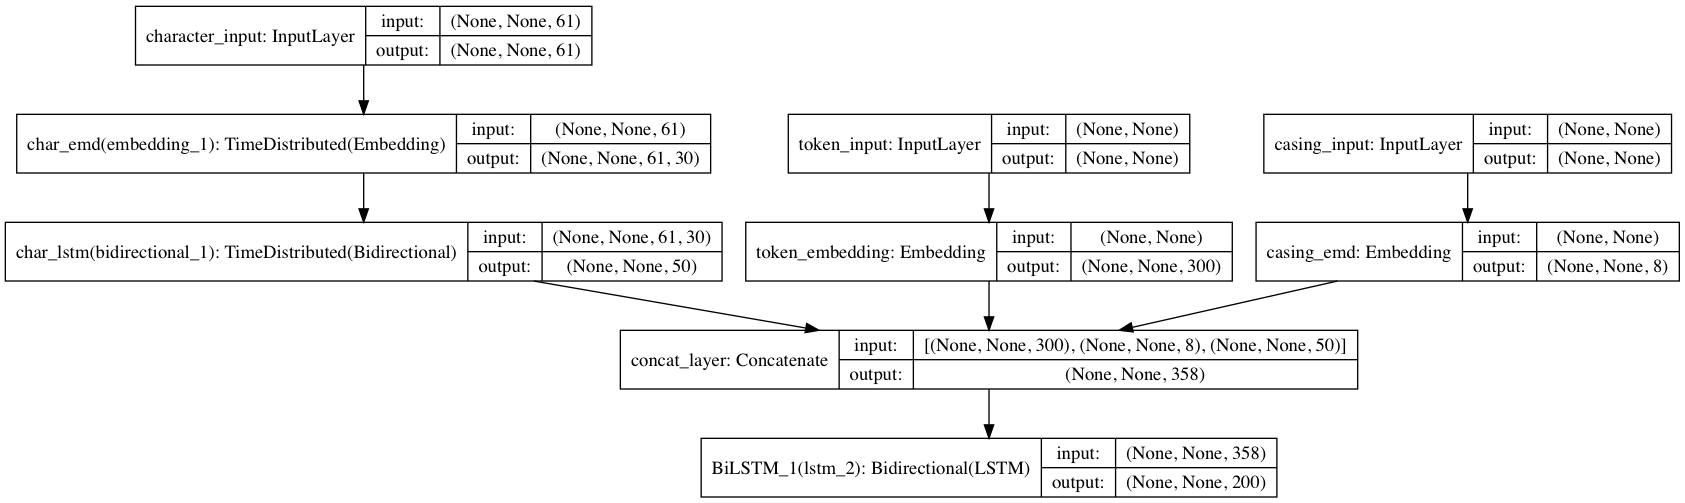 character_input: InputLayer
input:
(None, None, 61)
output:
(None, None, 61)
char_emd(embedding_1): TimeDistributed(Embedding)
input:
(None, None, 61)
output:
(None, None, 61, 30)
token_input: InputLayer
input:
(None, None)
output:
(None, None)
casing_input: InputLayer
input:
(None, None)
output:
(None, None)
char_lstm(bidirectional_1): TimeDistributed(Bidirectional)
input:
(None, None, 61, 30)
output:
(None, None, 50)
token_embedding: Embedding
input:
(None, None)
output:
(None, None, 300)
casing_emd: Embedding
input:
(None, None)
output:
(None, None, 8)
concat_layer: Concatenate
input:
[(None, None, 300), (None, None, 8), (None, None, 50)]
output:
(None, None, 358)
BiLSTM_1(lstm_2): Bidirectional(LSTM)
input:
(None, None, 358)
output:
(None, None, 200)